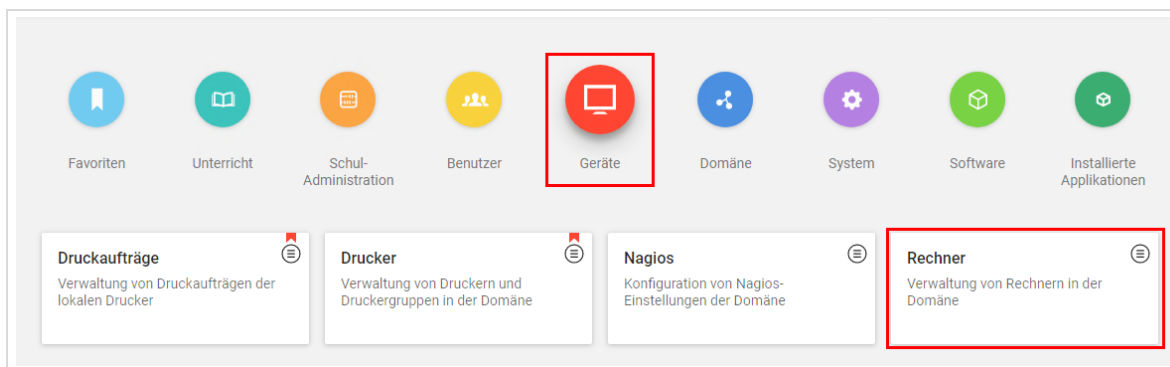 Favoriten
Unterricht
Schul-
Administration
Benutzer
Geräte
Domäne
System
Software
Installierte
Applikationen
Druckaufträge
Verwaltung von Druckaufträgen der
lokalen Drucker
Drucker
Verwaltung von Druckern und
Druckergruppen in der Domäne
Nagios
Konfiguration von Nagios-
Einstellungen der Domäne
Rechner
Verwaltung von Rechnern in der
Domäne